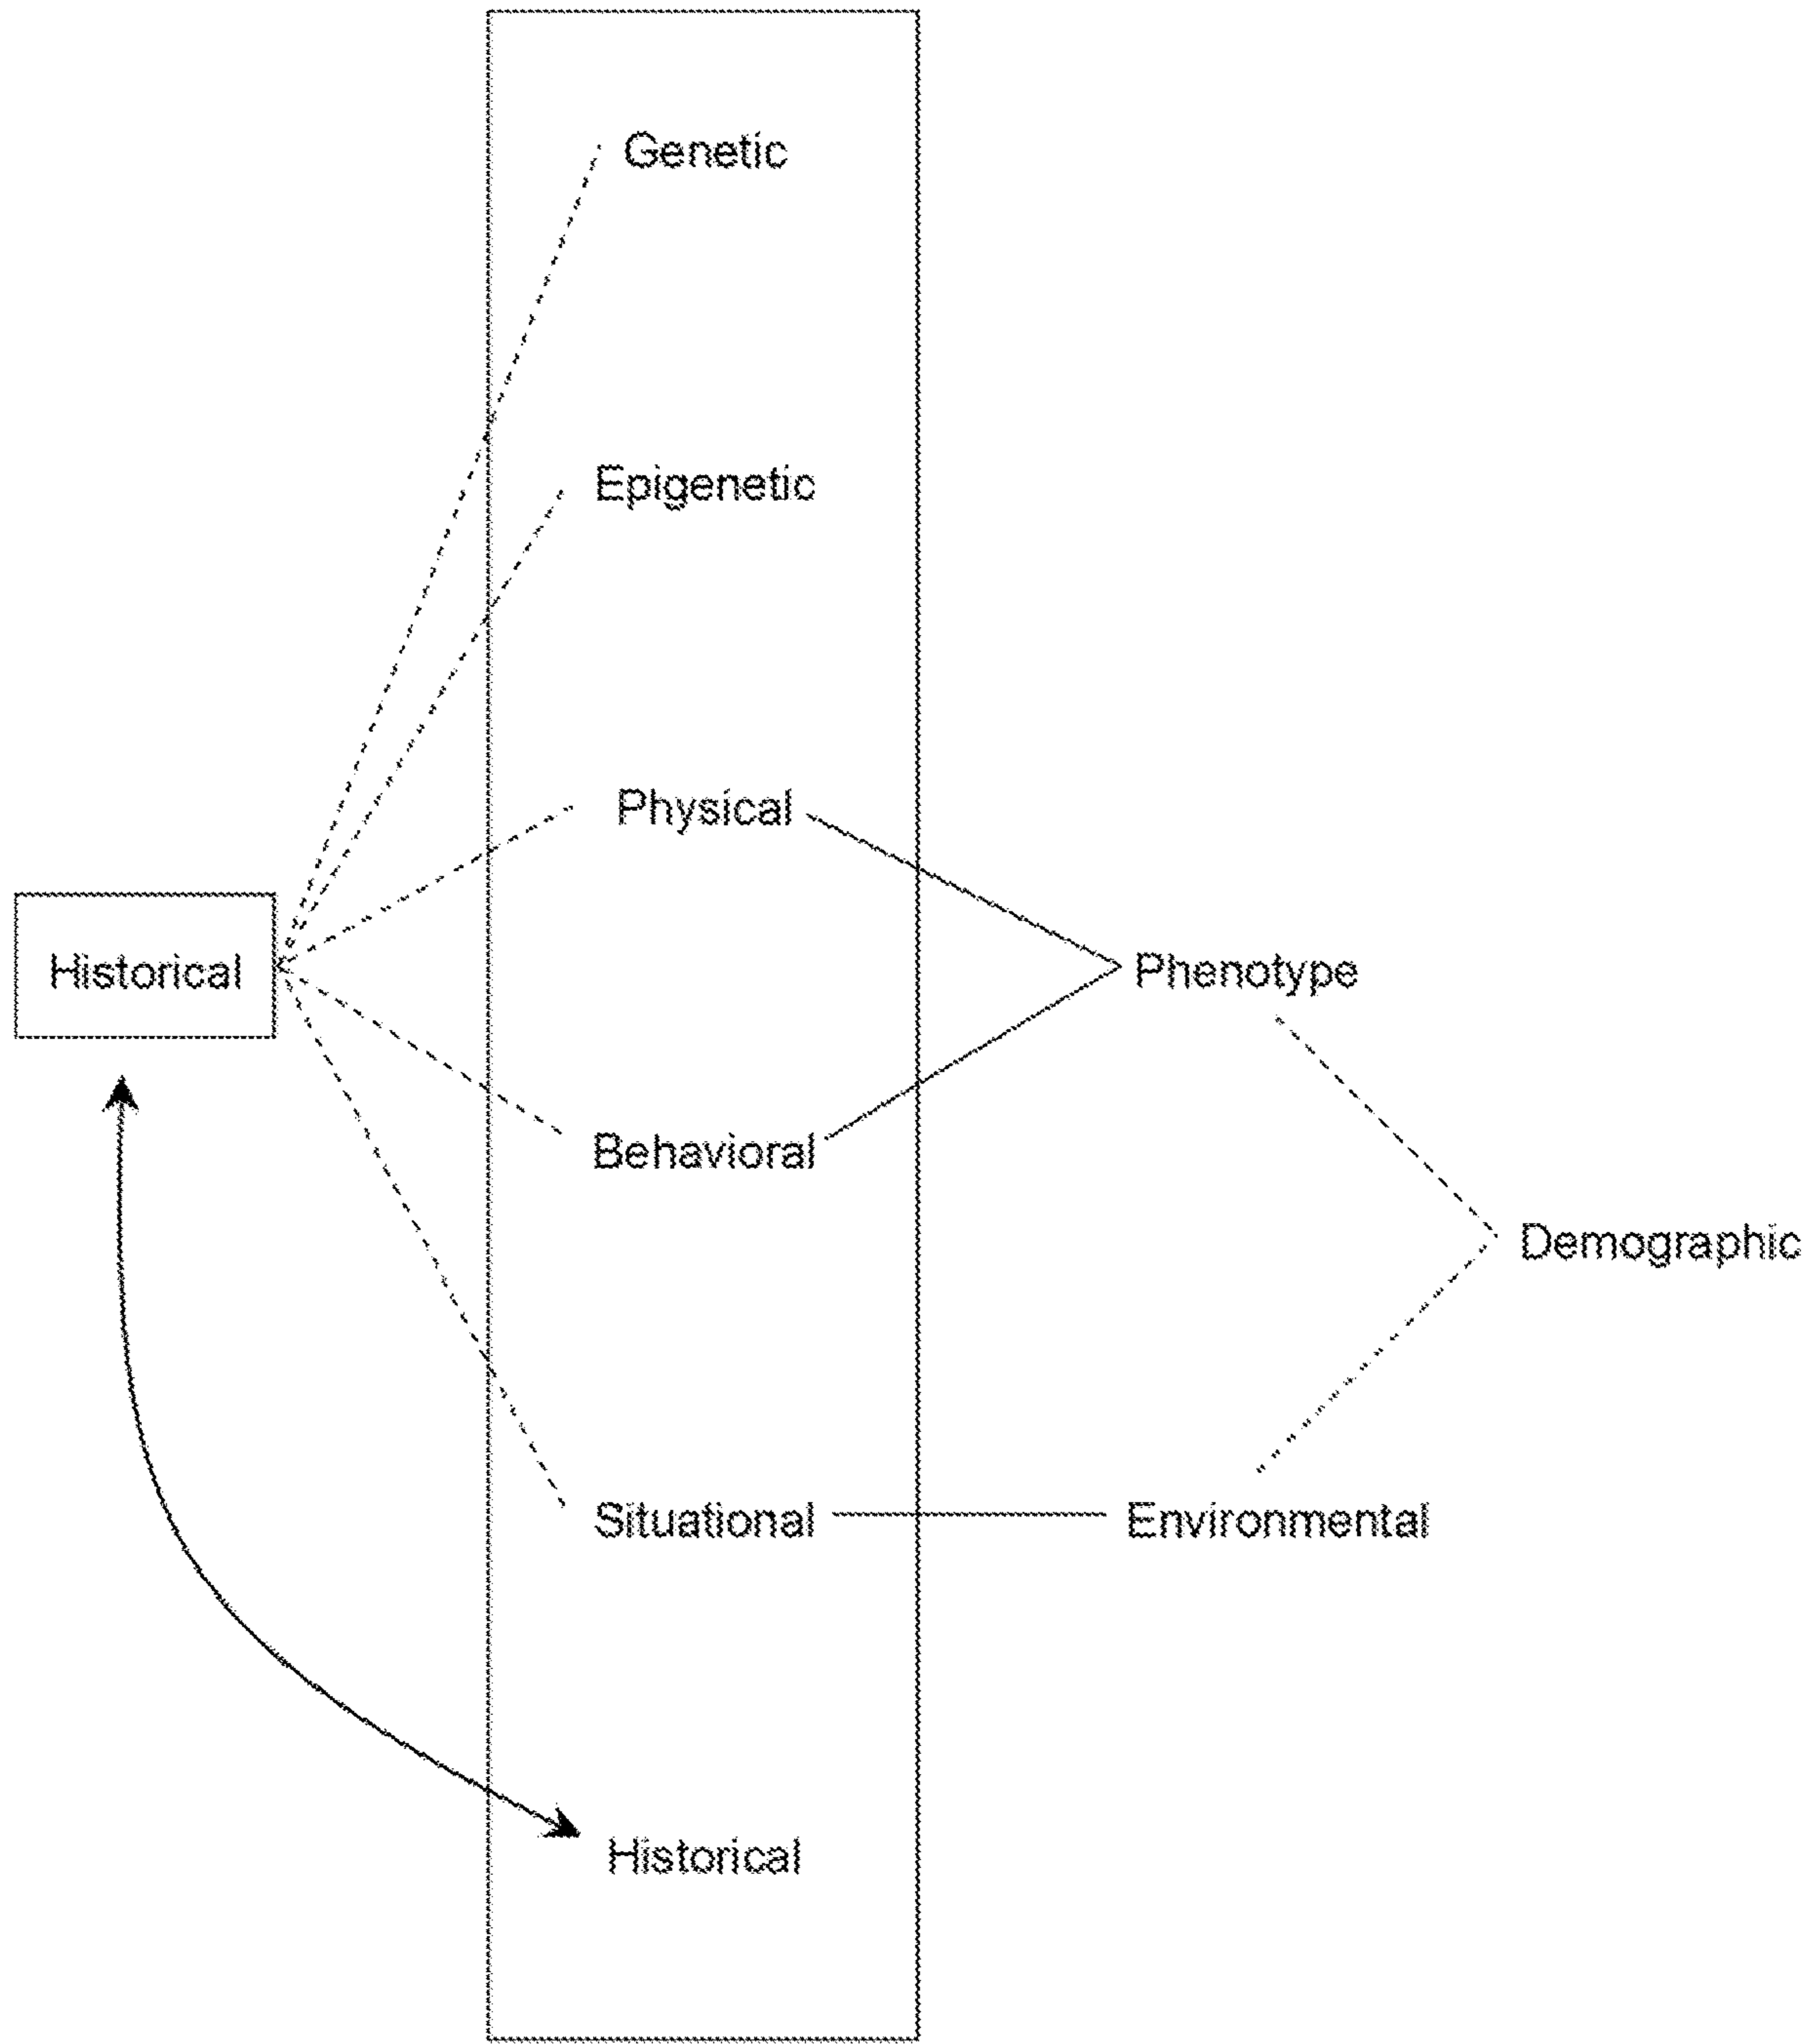 Genetic
Epigenetic
Physical
Historical
Phenotype
Behavioral
Demographic
Situational
Environmental
Historical